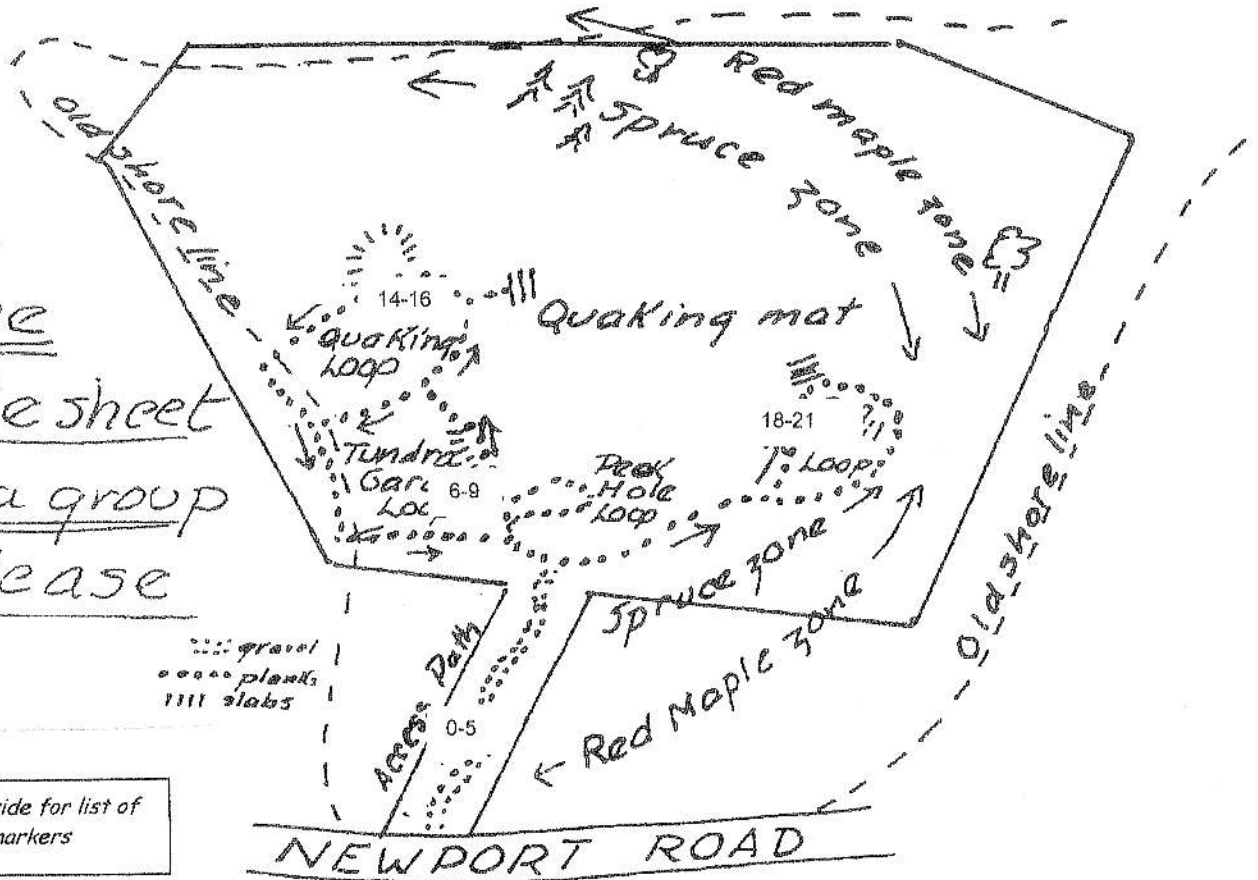 Red maple zone
Spruce zone
old shore line
14-16
Quaking
Loop
Quaking mat
18-21
Loop
e sheet
a group
ease
Tundra
6-9
Peek
Hole
Loop
Spruce zone
Red Maple zone
Old shore line
gravel
planks
slabs
Access Path
0-5
ide for list of
markers
NEWPORT ROAD